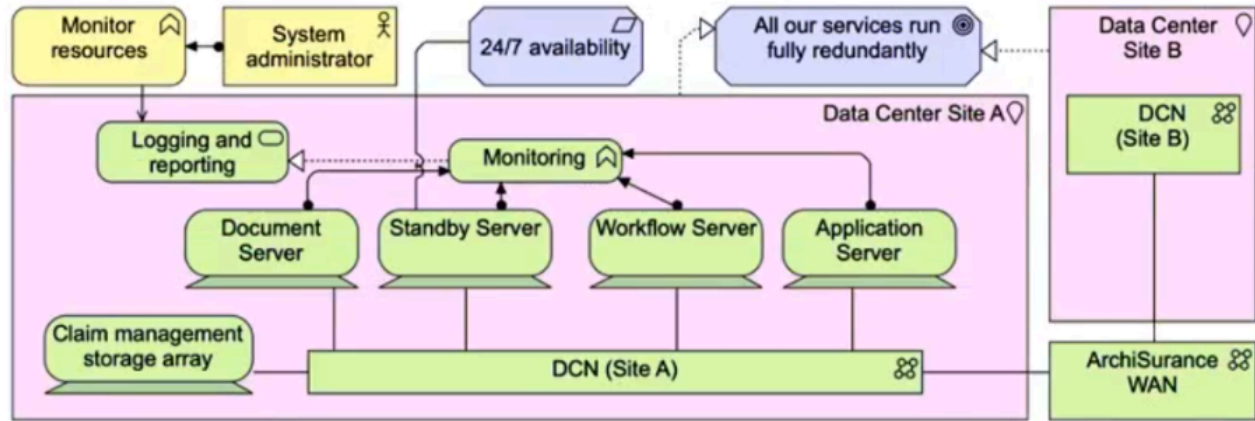 Monitor
resources
System
administrator
24/7 availability
All our services run
fully redundantly
Data Center
Site B
Data Center Site A
DCN
(Site B)
Logging and
reporting
Monitoring
Document
Server
Standby Server
Workflow Server
Application
Server
Claim management
storage array
DCN (Site A)
ArchiSurance
WAN